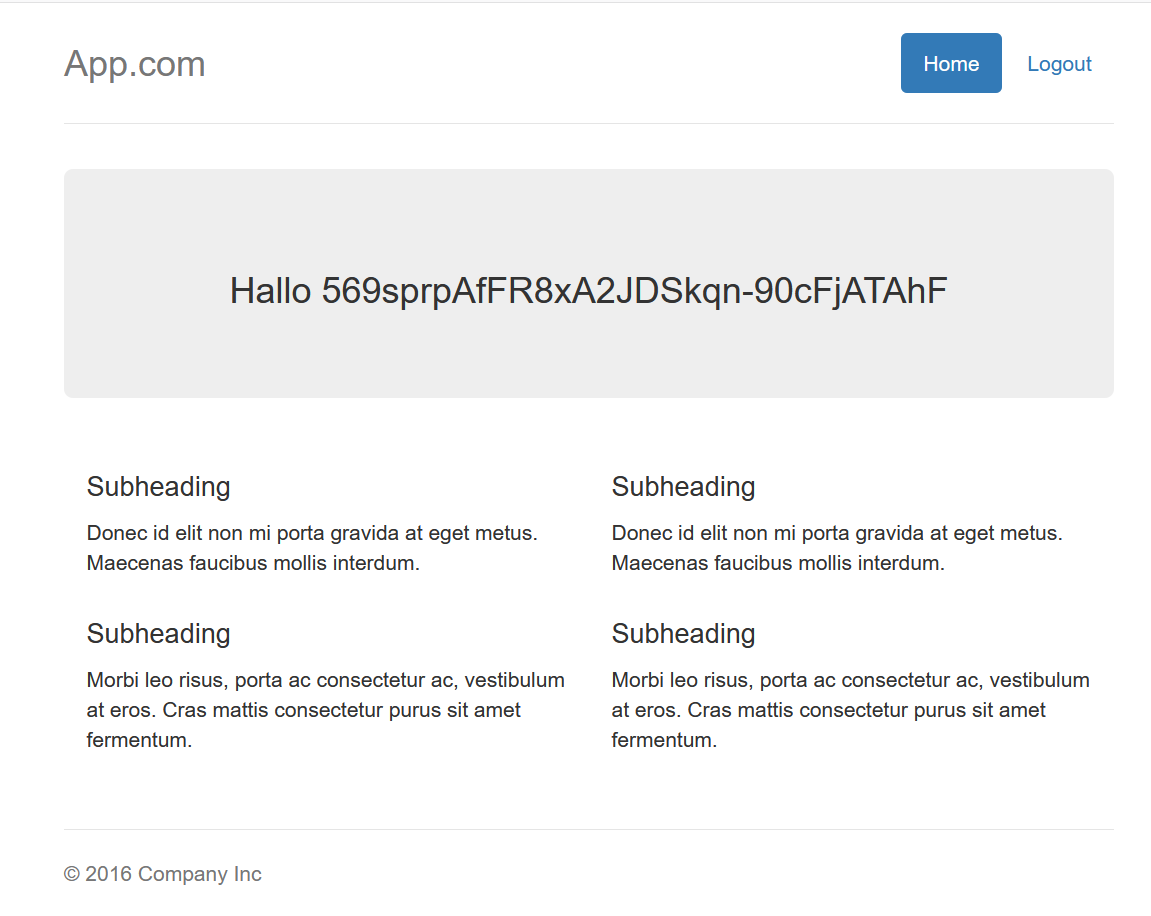 App.com
Home
Logout
Hallo 569sprpAfFR8xA2JDSkqn-90cFjATAhF
Subheading
Donec id elit non mi porta gravida at eget metus.
Maecenas faucibus mollis interdum.
Subheading
Morbi leo risus, porta ac consectetur ac, vestibulum
at eros. Cras mattis consectetur purus sit amet
fermentum.
Subheading
Donec id elit non mi porta gravida at eget metus.
Maecenas faucibus mollis interdum.
Subheading
Morbi leo risus, porta ac consectetur ac, vestibulum
at eros. Cras mattis consectetur purus sit amet
fermentum.
© 2016 Company Inc